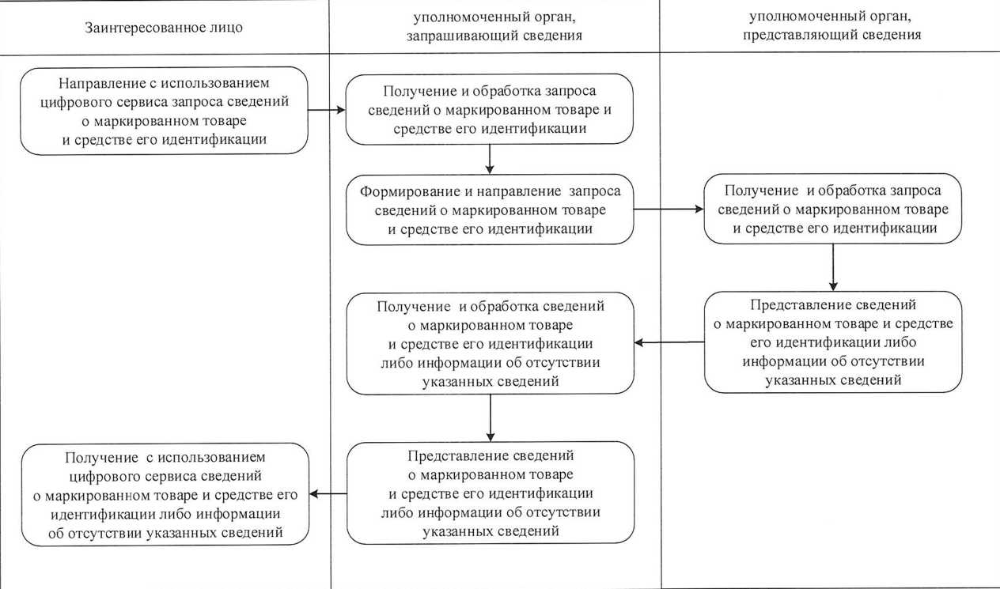 Заинтересованное лицо
уполномоченный орган,
запрашивающий сведения
уполномоченный орган,
представляющий сведения
Направление с использованием
цифрового сервиса запроса сведений
о маркированном товаре
и средстве его идентификации
Получение и обработка запроса
сведений о маркированном товаре и
средстве его идентификации
Формирование и направление запроса
сведений о маркированном товаре
и средстве его идентификации
Получение и обработка запроса
сведений о маркированном товаре
и средстве его идентификации
Представление сведений
о маркированном товаре и средстве
его идентификации либо
информации об отсутствии
указанных сведений
Получение и обработка сведений
о маркированном товаре
и средстве его идентификации
либо информации об отсутствии
указанных сведений
Представление сведений
о маркированном товаре
и средстве его идентификации
либо информации об отсутствии
указанных сведений
Получение с использованием
цифрового сервиса сведений
о маркированном товаре и средстве его
идентификации либо информации
об отсутствии указанных сведений